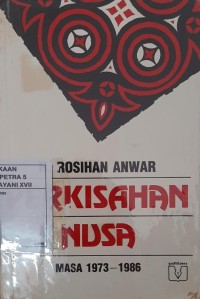 ROSIHAN ANWAR
KAAN
PETRA 5
AYANI XVII
RKISAHAN
NUSA
MASA 1973-1986